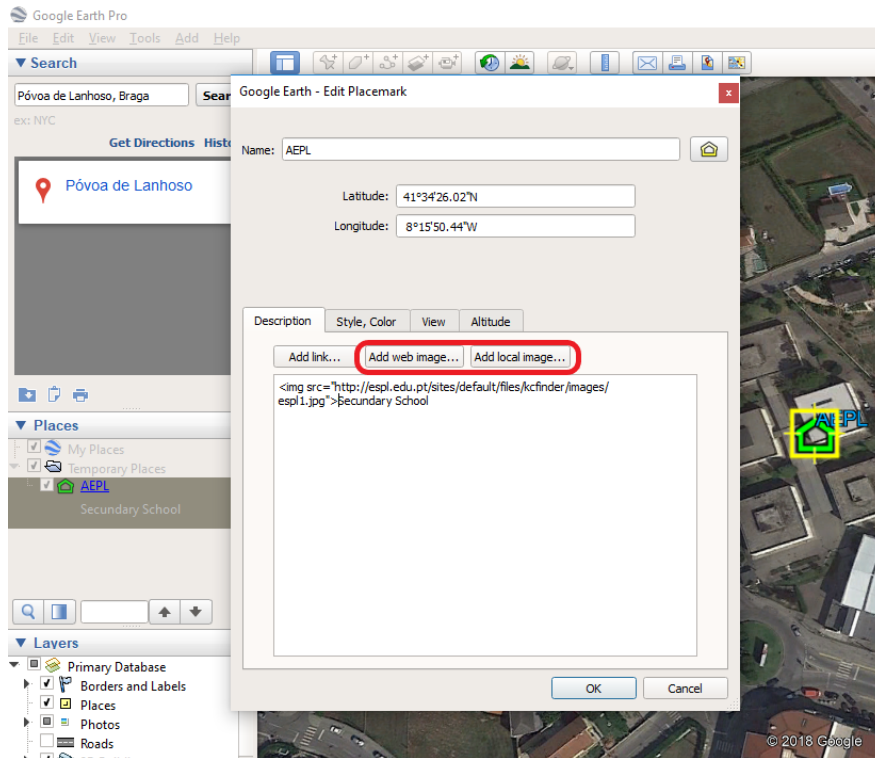 Google Earth Pro
File Edit View Tools Add Help
Search
Póvoa de Lanhoso, Braga
Sear
ex: NYC
Get Directions Histo
Póvoa de Lanhoso
Places
My Places
Temporary Places
AEPL
Secundary School
Layers
Primary Database
Borders and Labels
Places
Photos
Roads
Google Earth - Edit Placemark
x
Name: AEPL
Latitude: 41°34'26.02"N
Longitude: 8°15'50.44"W
Description Style, Color View Altitude
Add link... Add web image... Add local image...
<img src="http://espl.edu.pt/sites/default/files/kcfinder/images/
espl1.jpg">Secundary School
OK Cancel
AEPL
© 2018 Google